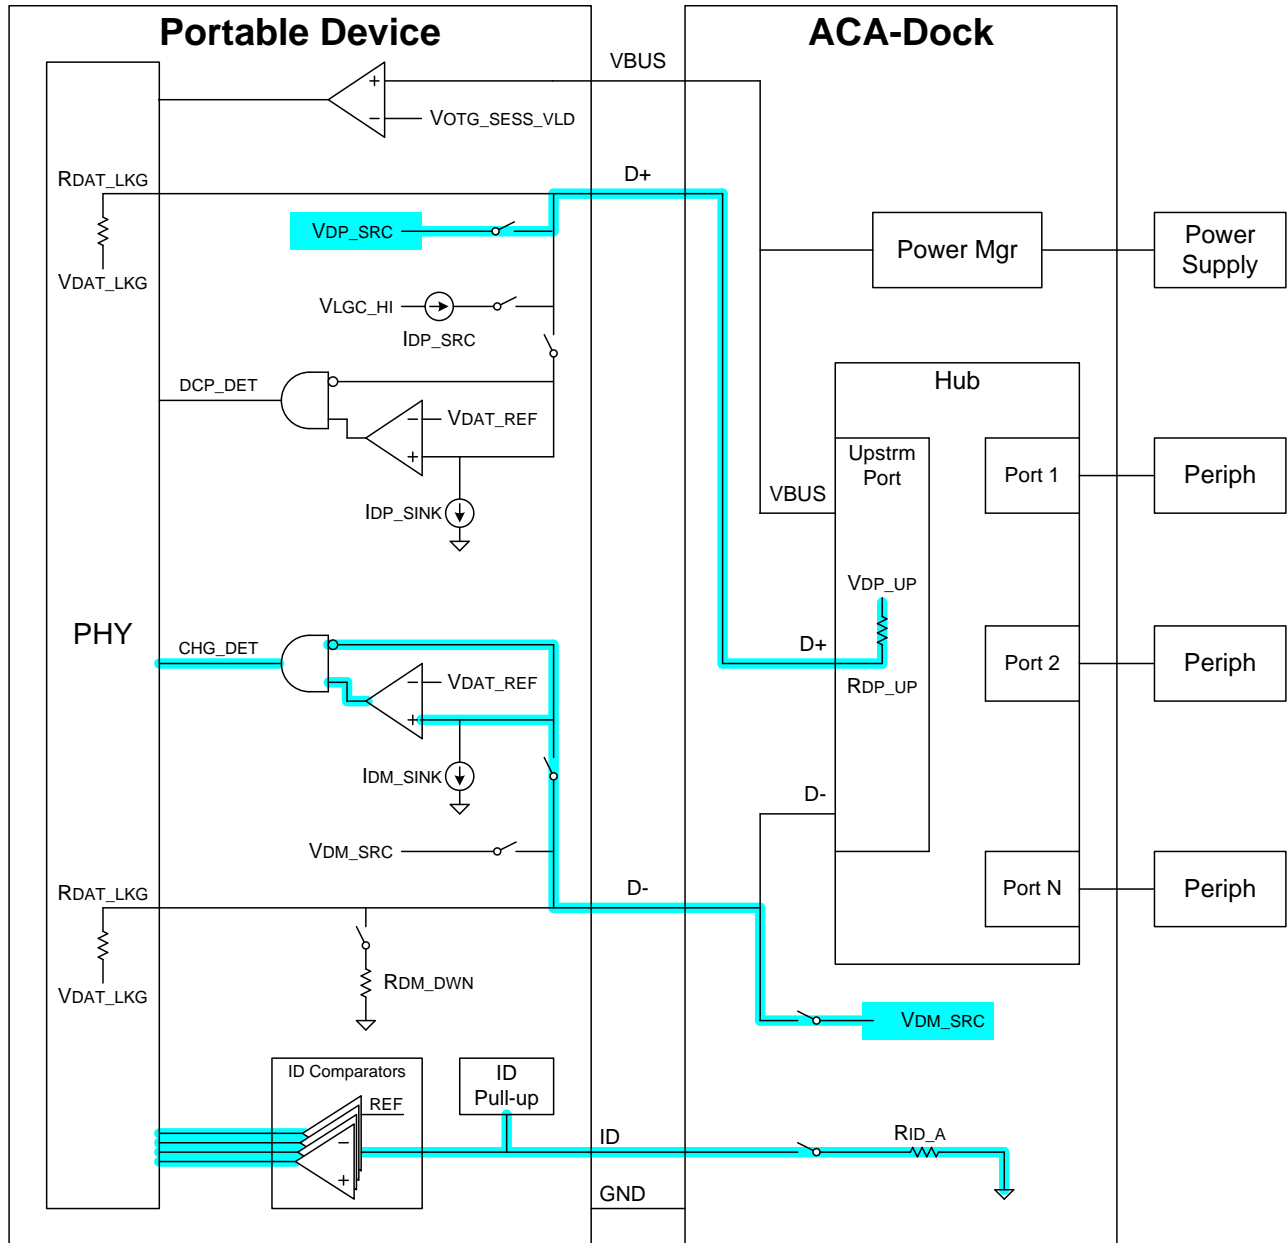 Portable Device
ACA-Dock
VBUS
VOTG_SESS_VLD
RDAT_LKG
D+
VDP_SRC
VDAT_LKG
Power Mgr
Power
Supply
VLGC_HI
IDP_SRC
DCP_DET
VDAT_REF
Hub
Upstrm
Port
Port 1
Periph
VBUS
IDP_SINK
VDP_UP
PHY
CHG_DET
D+
RDP_UP
Port 2
Periph
VDAT_REF
IDM_SINK
D-
VDM_SRC
RDAT_LKG
D-
Port N
Periph
VDAT_LKG
RDM_DWN
VDM_SRC
ID Comparators
REF
ID
Pull-up
ID
RID_A
GND
+
−
−
+
−
+
−
+